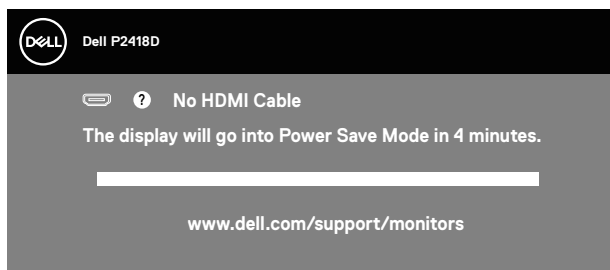 DELL
Dell P2418D
? No HDMI Cable
The display will go into Power Save Mode in 4 minutes.
www.dell.com/support/monitors